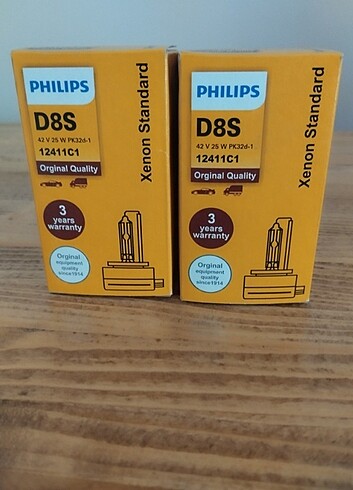 PHILIPS
D8S
42 V 25 W PK32d-1
12411C1
Orginal Quality
Xenon Standard
3
years
warranty
Orginal
equipment
quality
since1914
PHILIPS
D8S
42 V 25 W PK32d-1
12411C1
Orginal Quality
Xenon Standard
3
years
warranty
Orginal
equipment
quality
since1914